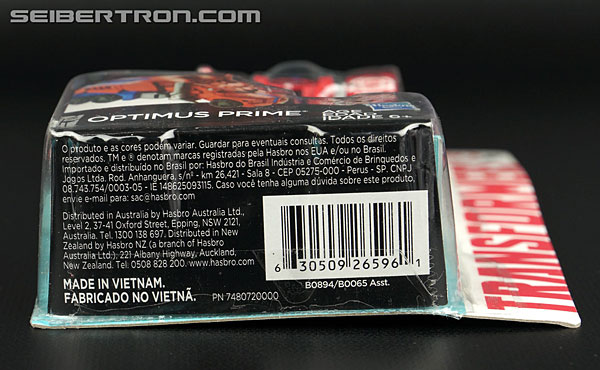 SEIBERTRON.COM
OPTIMUS PRIME
AGE
IDADE 6+
O produto e as cores podem variar. Guardar para eventuais consultas. Todos os direitos
reservados. TM e ® denotam marcas registradas pela Hasbro nos EUA e/ou no Brasil.
Importado e distribuído no Brasil por: Hasbro do Brasil Indústria e Comércio de Brinquedos e
Jogos Ltda. Rod. Anhanguera, s/nº - km 26,421 - Sala 8 - CEP 05275-000 - Perus - SP. CNPJ
08.743.754/0003-05 - IE 148625093115. Caso você tenha alguma dúvida sobre este produto,
envie e-mail para: sac@hasbro.com
Distributed in Australia by Hasbro Australia Ltd.,
Level 2, 37-41 Oxford Street, Epping, NSW 2121,
Australia. Tel. 1300 138 697. Distributed in New
Zealand by Hasbro NZ (a branch of Hasbro
Australia Ltd.); 221 Albany Highway, Auckland,
New Zealand. Tel. 0508 828 200. www.hasbro.com
MADE IN VIETNAM.
FABRICADO NO VIETNÃ.
PN 7480720000
6 30509 26596 1
B0894/B0065 Asst.
TRANSFORMERS